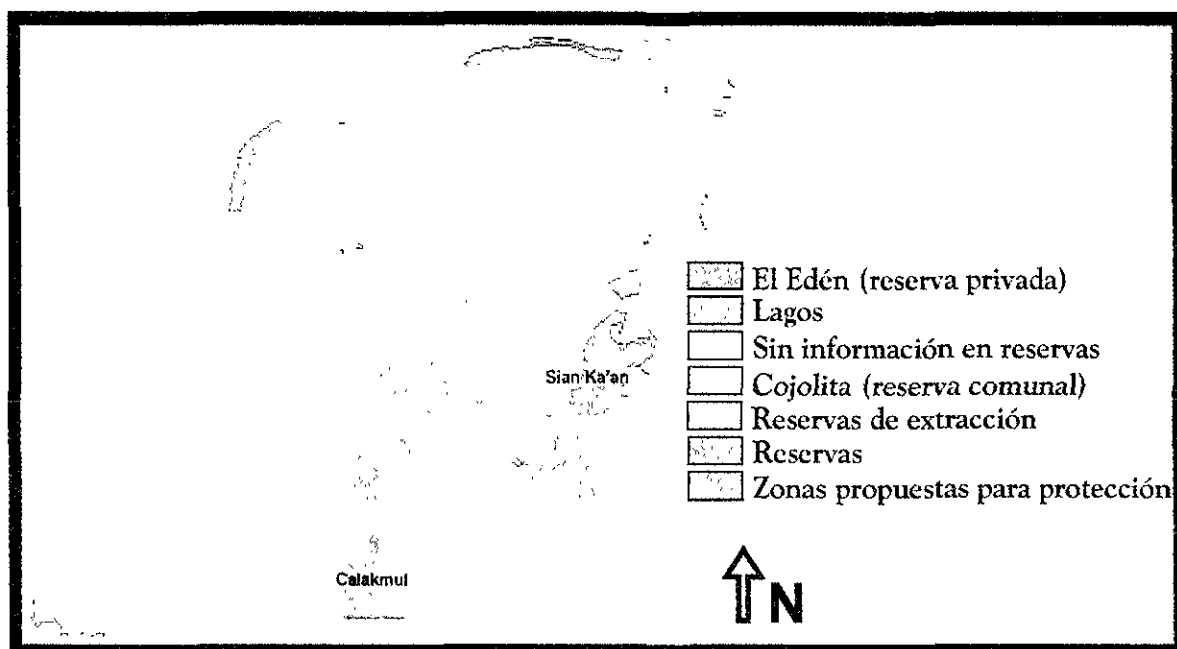 El Edén (reserva privada)
Lagos
Sin información en reservas
Cojolita (reserva comunal)
Reservas de extracción
Reservas
Zonas propuestas para protección
Sian Ka'an
Calakmul
N